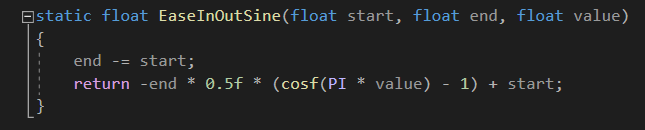 static float EaseInOutSine(float start, float end, float value)
{
end -= start;
return -end * 0.5f * (cosf(PI * value) - 1) + start;
}